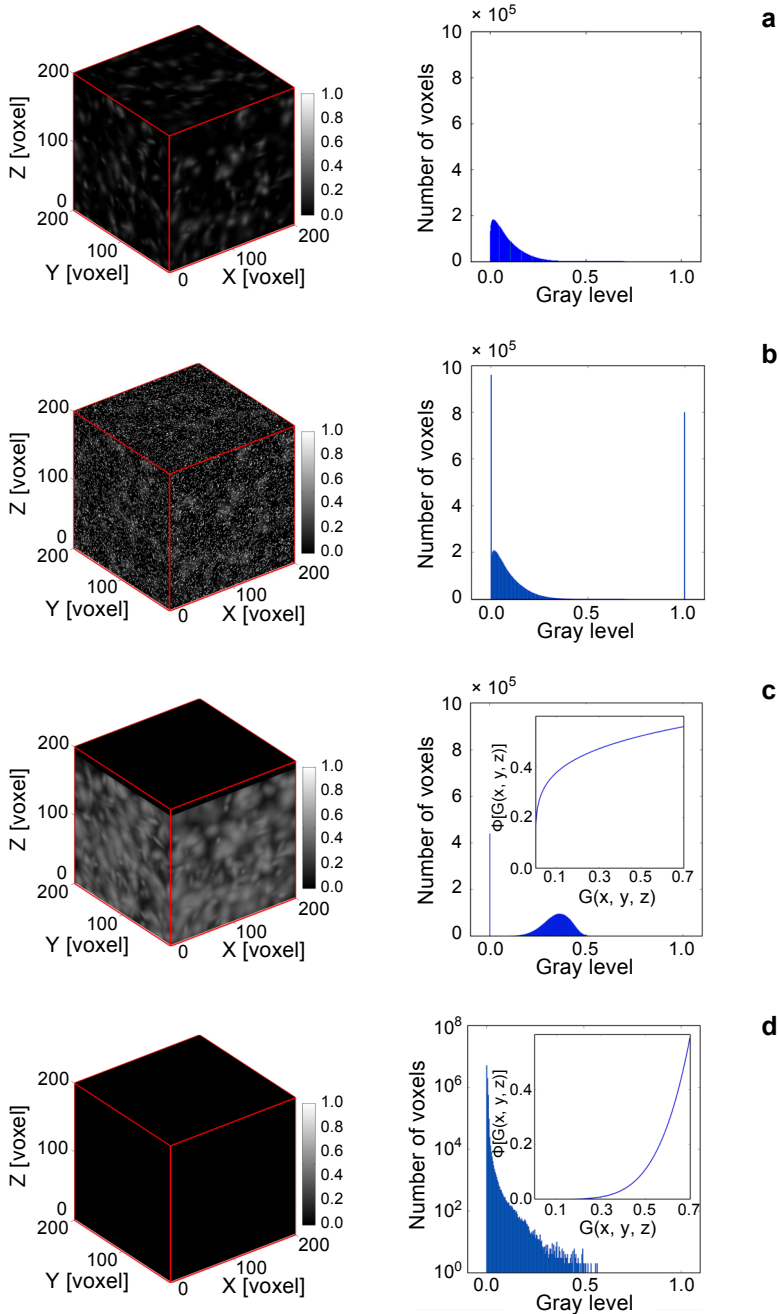 a
200
100
0
Z [voxel]
200
100
0
Y [voxel]
X [voxel]
100
200
1.0
0.8
0.6
0.4
0.2
0.0
× 10⁵
10
8
6
4
2
0
Number of voxels
0.0 0.5 1.0
Gray level
b
200
100
0
Z [voxel]
200
100
0
Y [voxel]
X [voxel]
100
200
1.0
0.8
0.6
0.4
0.2
0.0
× 10⁵
10
8
6
4
2
0
Number of voxels
0.0 0.5 1.0
Gray level
c
200
100
0
Z [voxel]
200
100
0
Y [voxel]
X [voxel]
100
200
1.0
0.8
0.6
0.4
0.2
0.0
× 10⁵
10
8
6
4
2
0
Number of voxels
0.0 0.5 1.0
Gray level
Φ[G(x, y, z)]
0.4
0.2
0.0
0.1 0.3 0.5 0.7
G(x, y, z)
d
200
100
0
Z [voxel]
200
100
0
Y [voxel]
X [voxel]
100
200
1.0
0.8
0.6
0.4
0.2
0.0
10⁸
10⁶
10⁴
10²
10⁰
Number of voxels
0.0 0.5 1.0
Gray level
Φ[G(x, y, z)]
0.4
0.2
0.0
0.1 0.3 0.5 0.7
G(x, y, z)